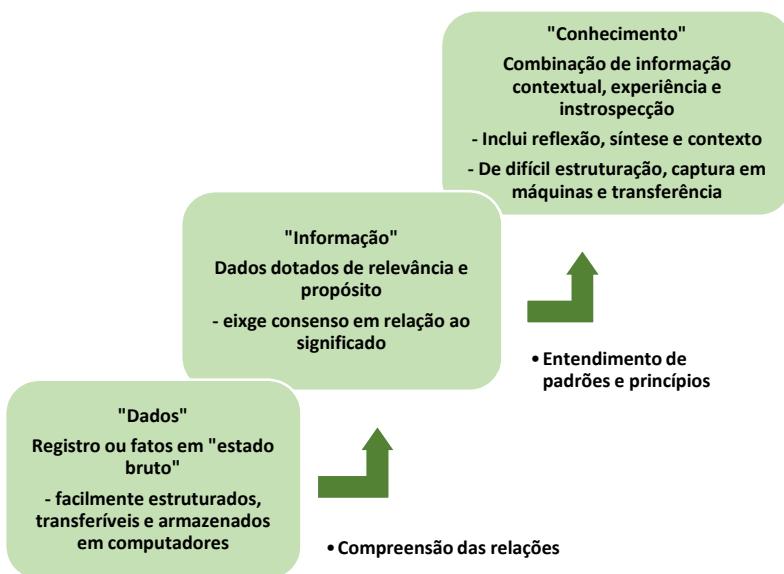 "Conhecimento"
Combinação de informação
contextual, experiência e
instrospecção
- Inclui reflexão, síntese e contexto
- De difícil estruturação, captura em
máquinas e transferência
"Informação"
Dados dotados de relevância e
propósito
- eixge consenso em relação ao
significado
• Entendimento de
padrões e princípios
"Dados"
Registro ou fatos em "estado
bruto"
- facilmente estruturados,
transferíveis e armazenados
em computadores
• Compreensão das relações